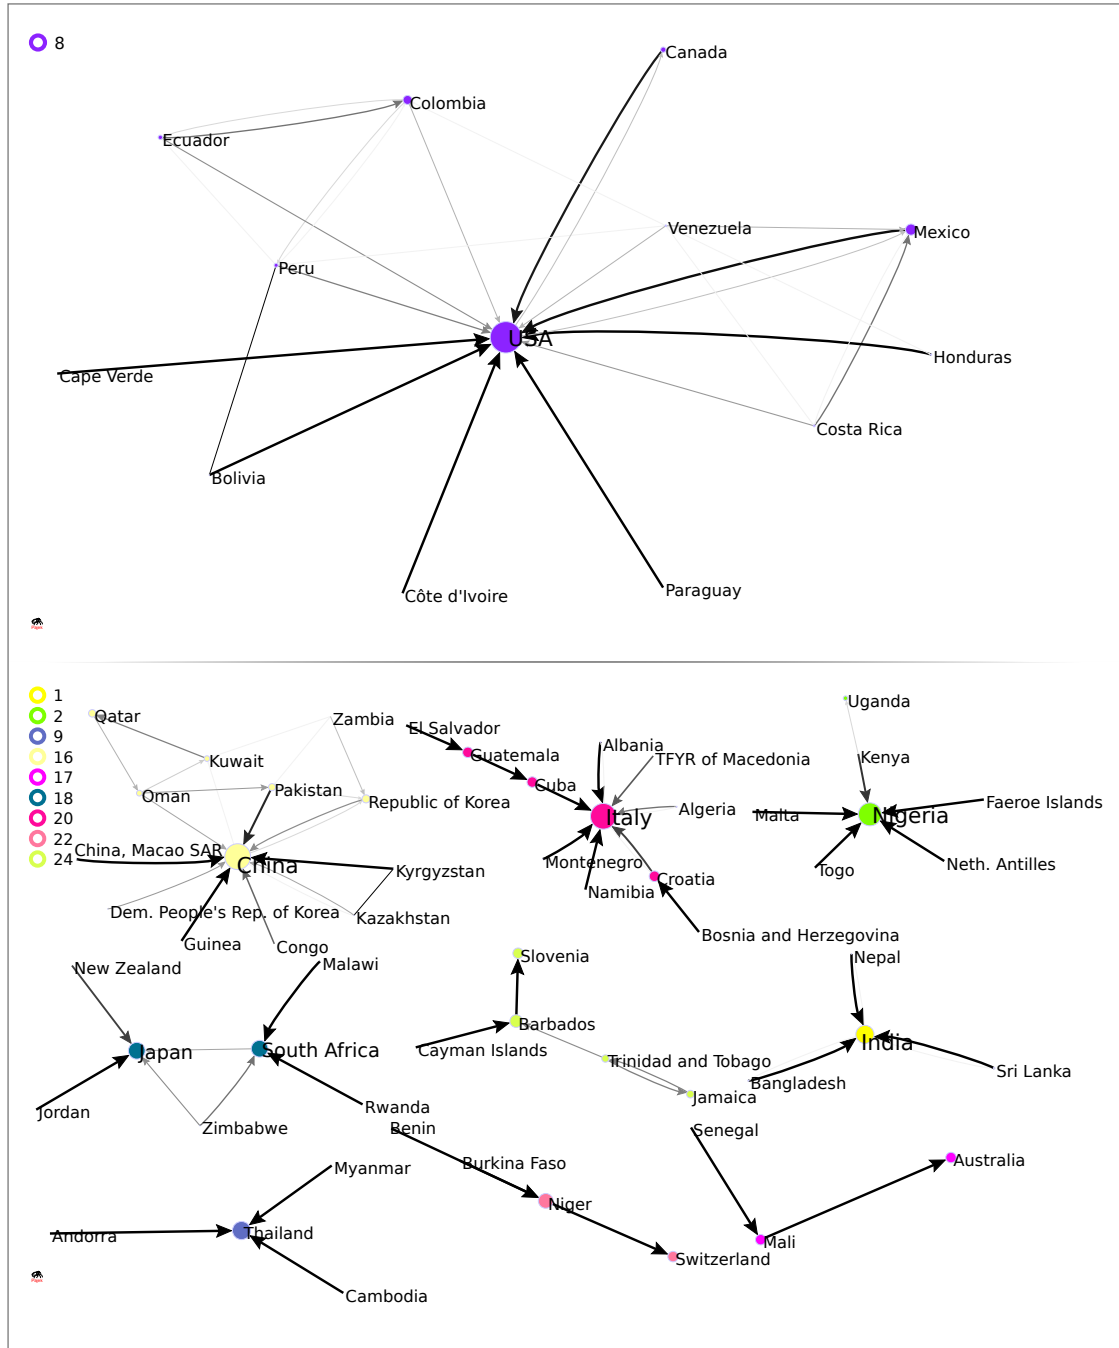 8
Canada
Colombia
Ecuador
Venezuela
Mexico
Peru
USA
Honduras
Cape Verde
Costa Rica
Bolivia
Côte d'Ivoire
Paraguay
1
2
9
16
17
18
20
22
24
Qatar
Zambia
Kuwait
Oman
Pakistan
Republic of Korea
China, Macao SAR
China
Kyrgyzstan
Dem. People's Rep. of Korea
Kazakhstan
Guinea
Congo
El Salvador
Guatemala
Cuba
Albania
TFYR of Macedonia
Algeria
Italy
Montenegro
Namibia
Croatia
Bosnia and Herzegovina
Uganda
Kenya
Malta
Nigeria
Faeroe Islands
Togo
Neth. Antilles
New Zealand
Malawi
Japan
South Africa
Jordan
Zimbabwe
Rwanda
Slovenia
Barbados
Cayman Islands
Trinidad and Tobago
Jamaica
Nepal
India
Bangladesh
Sri Lanka
Benin
Burkina Faso
Niger
Switzerland
Senegal
Australia
Mali
Myanmar
Andorra
Thailand
Cambodia